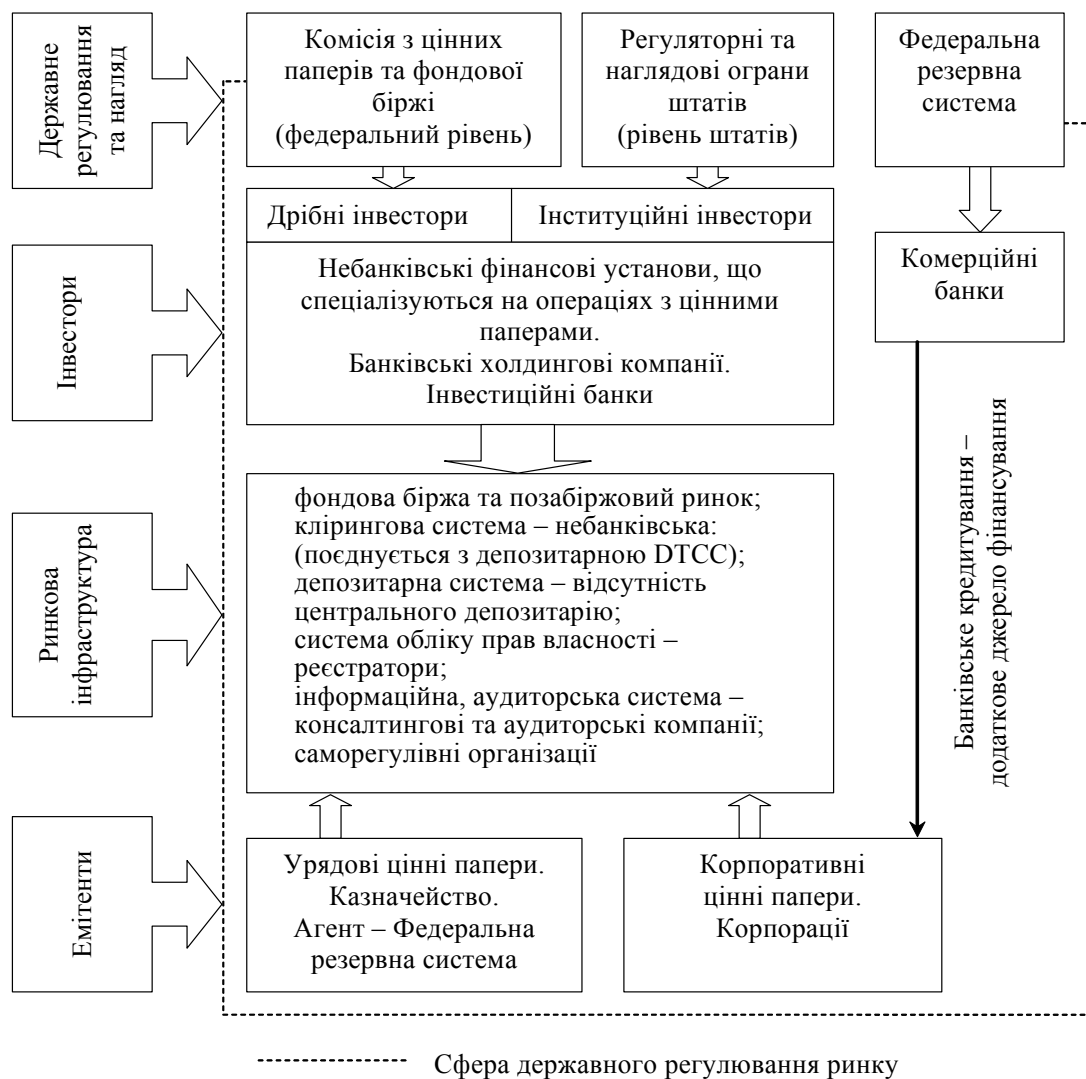 Державне
регулювання
та нагляд
Комісія з цінних
паперів та фондової
біржі
(федеральний рівень)
Регуляторні та
наглядові ограни
штатів
(рівень штатів)
Федеральна
резервна
система
Інвестори
Дрібні інвестори
Інституційні інвестори
Небанківські фінансові установи, що
спеціалізуються на операціях з цінними
паперами.
Банківські холдингові компанії.
Інвестиційні банки
Комерційні
банки
Банківське кредитування –
додаткове джерело фінансування
Ринкова
інфраструктура
фондова біржа та позабіржовий ринок;
клірингова система – небанківська:
(поєднується з депозитарною DTCC);
депозитарна система – відсутність
центрального депозитарію;
система обліку прав власності –
реєстратори;
інформаційна, аудиторська система –
консалтингові та аудиторські компанії;
саморегулівні організації
Емітенти
Урядові цінні папери.
Казначейство.
Агент – Федеральна
резервна система
Корпоративні
цінні папери.
Корпорації
Сфера державного регулювання ринку